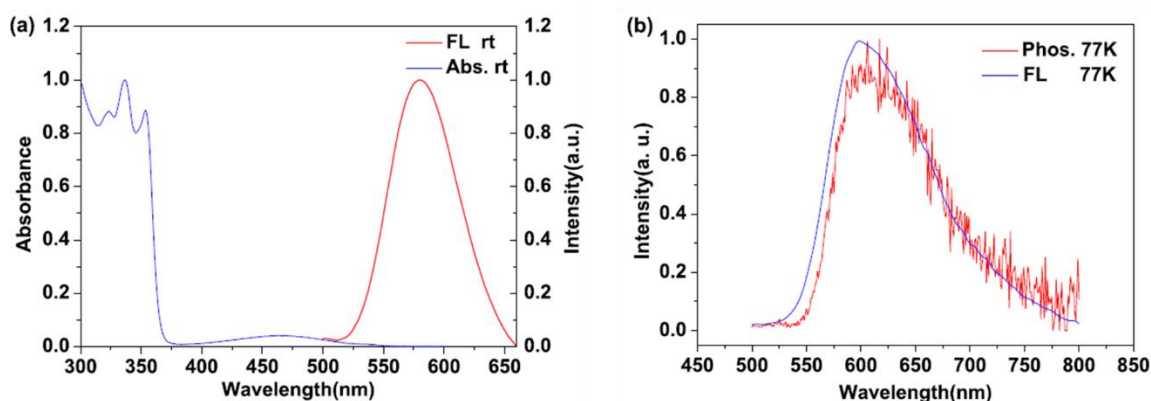 (a)
FL rt
Abs. rt
Absorbance
1.2
1.0
0.8
0.6
0.4
0.2
0.0
1.2
1.0
0.8
0.6
0.4
0.2
0.0
Intensity(a.u.)
300 350 400 450 500 550 600 650
Wavelength(nm)
(b)
Phos. 77K
FL 77K
Intensity(a. u.)
1.0
0.8
0.6
0.4
0.2
0.0
450 500 550 600 650 700 750 800 850
Wavelength(nm)